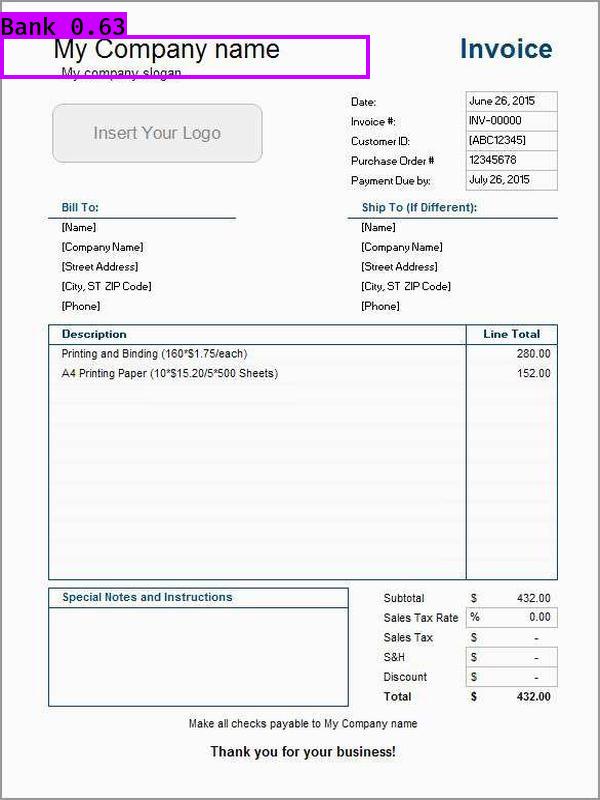 Bank 0.63
My Company name
Invoice
My company slogan
Insert Your Logo
Date: June 26, 2015
Invoice #: INV-00000
Customer ID: [ABC12345]
Purchase Order # 12345678
Payment Due by: July 26, 2015
Bill To: Ship To (If Different):
[Name] [Name]
[Company Name] [Company Name]
[Street Address] [Street Address]
[City, ST ZIP Code] [City, ST ZIP Code]
[Phone] [Phone]
Description Line Total
Printing and Binding (160*$1.75/each) 280.00
A4 Printing Paper (10*$15.20/5*500 Sheets) 152.00
Special Notes and Instructions
Subtotal $ 432.00
Sales Tax Rate % 0.00
Sales Tax $ -
S&H $ -
Discount $ -
Total $ 432.00
Make all checks payable to My Company name
Thank you for your business!